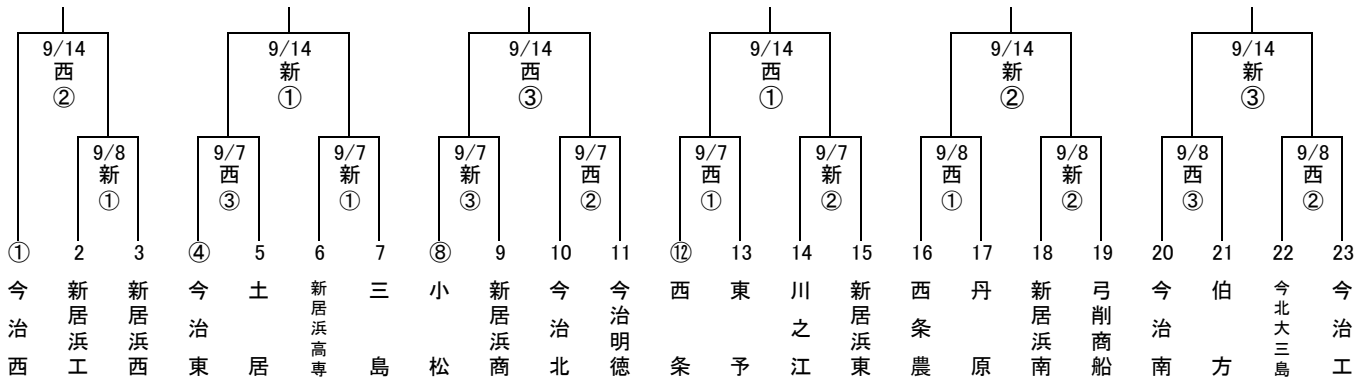 9/14 9/14 9/14 9/14 9/14 9/14
西 新 西 西 新 新
② ① ③ ① ② ③
9/8 9/7 9/7 9/7 9/7 9/7 9/7 9/8 9/8 9/8 9/8
新 西 新 新 西 西 新 西 新 西 西
① ③ ① ③ ② ① ② ① ② ③ ②
① 2 3 ④ 5 6 7 ⑧ 9 10 11 ⑫ 13 14 15 16 17 18 19 20 21 22 23
今治西
新居浜工
新居浜西
今治東
土居
新居浜高専
三島
小松
新居浜商
今治北
今治明徳
西条
東予
川之江
新居浜東
西条農
丹原
新居浜南
弓削商船
今治南
伯方
今北大三島
今治工